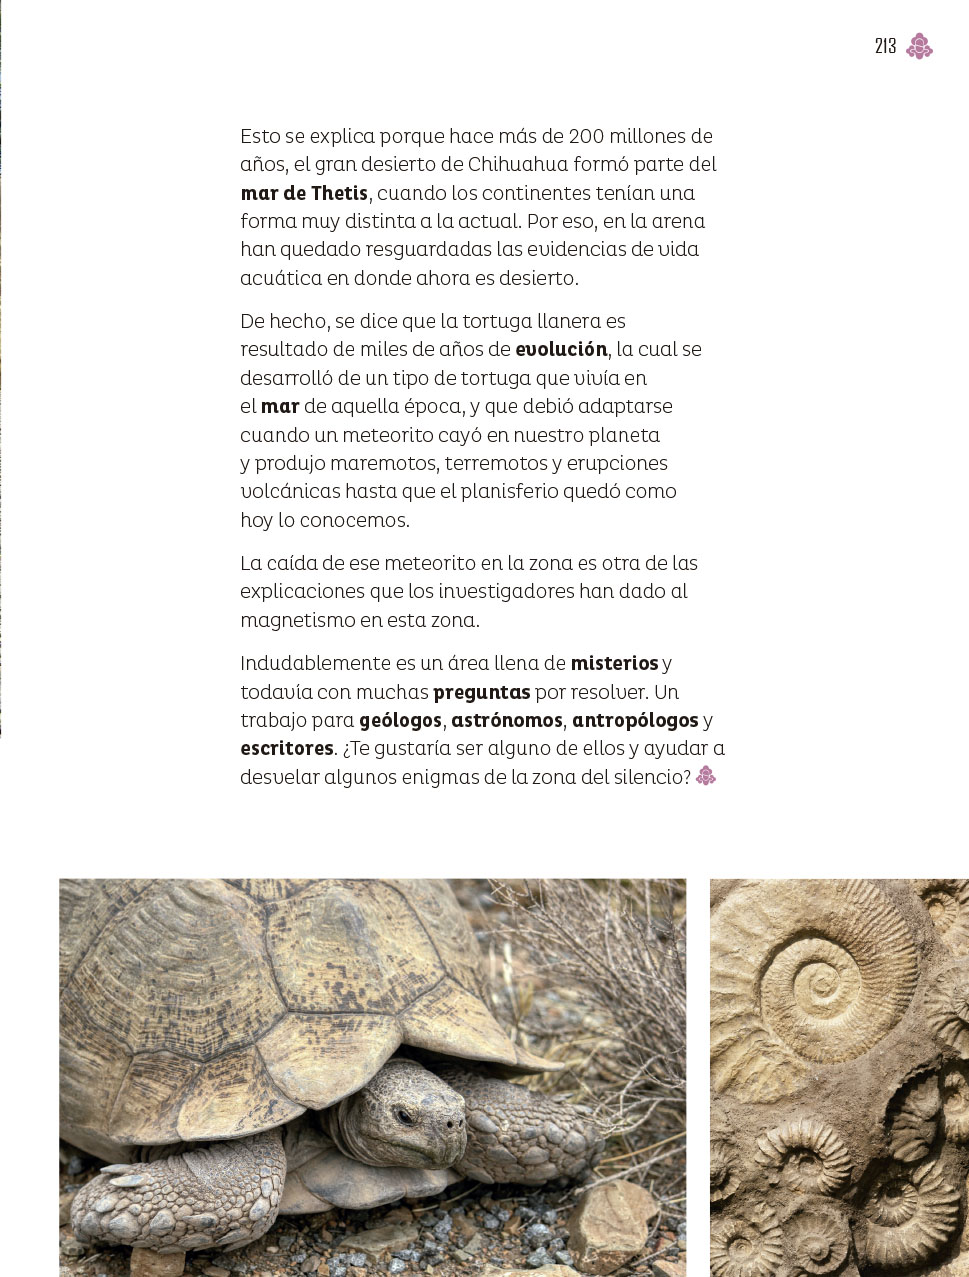 213
Esto se explica porque hace más de 200 millones de
años, el gran desierto de Chihuahua formó parte del
mar de Thetis, cuando los continentes tenían una
forma muy distinta a la actual. Por eso, en la arena
han quedado resguardadas las evidencias de vida
acuática en donde ahora es desierto.
De hecho, se dice que la tortuga llanera es
resultado de miles de años de evolución, la cual se
desarrolló de un tipo de tortuga que vivía en
el mar de aquella época, y que debió adaptarse
cuando un meteorito cayó en nuestro planeta
y produjo maremotos, terremotos y erupciones
volcánicas hasta que el planisferio quedó como
hoy lo conocemos.
La caída de ese meteorito en la zona es otra de las
explicaciones que los investigadores han dado al
magnetismo en esta zona.
Indudablemente es un área llena de misterios y
todavía con muchas preguntas por resolver. Un
trabajo para geólogos, astrónomos, antropólogos y
escritores. ¿Te gustaría ser alguno de ellos y ayudar a
desvelar algunos enigmas de la zona del silencio?